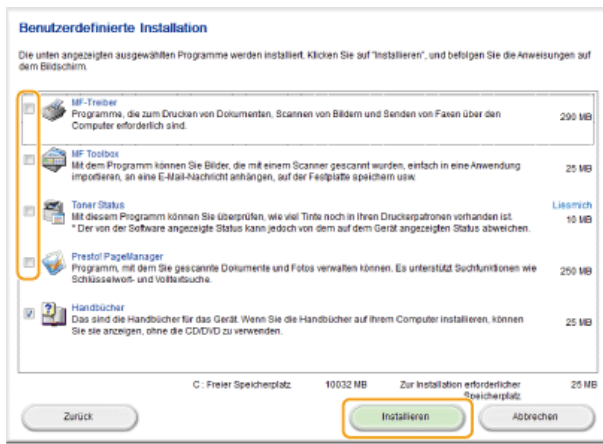 Benutzerdefinierte Installation
Die unten angezeigten ausgewählten Programme werden installiert. Klicken Sie auf "Installieren", und befolgen Sie die Anweisungen auf
dem Bildschirm.
MF-Treiber
Programme, die zum Drucken von Dokumenten, Scannen von Bildern und Senden von Faxen über den
Computer erforderlich sind.
290 MB
MF Toolbox
Mit dem Programm können Sie Bilder, die mit einem Scanner gescannt wurden, einfach in eine Anwendung
importieren, an eine E-Mail-Nachricht anhängen, auf der Festplatte speichern usw.
25 MB
Toner Status
Liesmich
Mit diesem Programm können Sie überprüfen, wie viel Tinte noch in Ihren Druckerpatronen vorhanden ist.
10 MB
* Der von der Software angezeigte Status kann jedoch von dem auf dem Gerät angezeigten Status abweichen.
Presto! PageManager
Programm, mit dem Sie gescannte Dokumente und Fotos verwalten können. Es unterstützt Suchfunktionen wie
Schlüsselwort- und Volltextsuche.
250 MB
Handbücher
Das sind die Handbücher für das Gerät. Wenn Sie die Handbücher auf Ihrem Computer installieren, können
Sie sie anzeigen, ohne die CD/DVD zu verwenden.
25 MB
C : Freier Speicherplatz 10032 MB Zur Installation erforderlicher 25 MB
Speicherplatz
Zurück Installieren Abbrechen